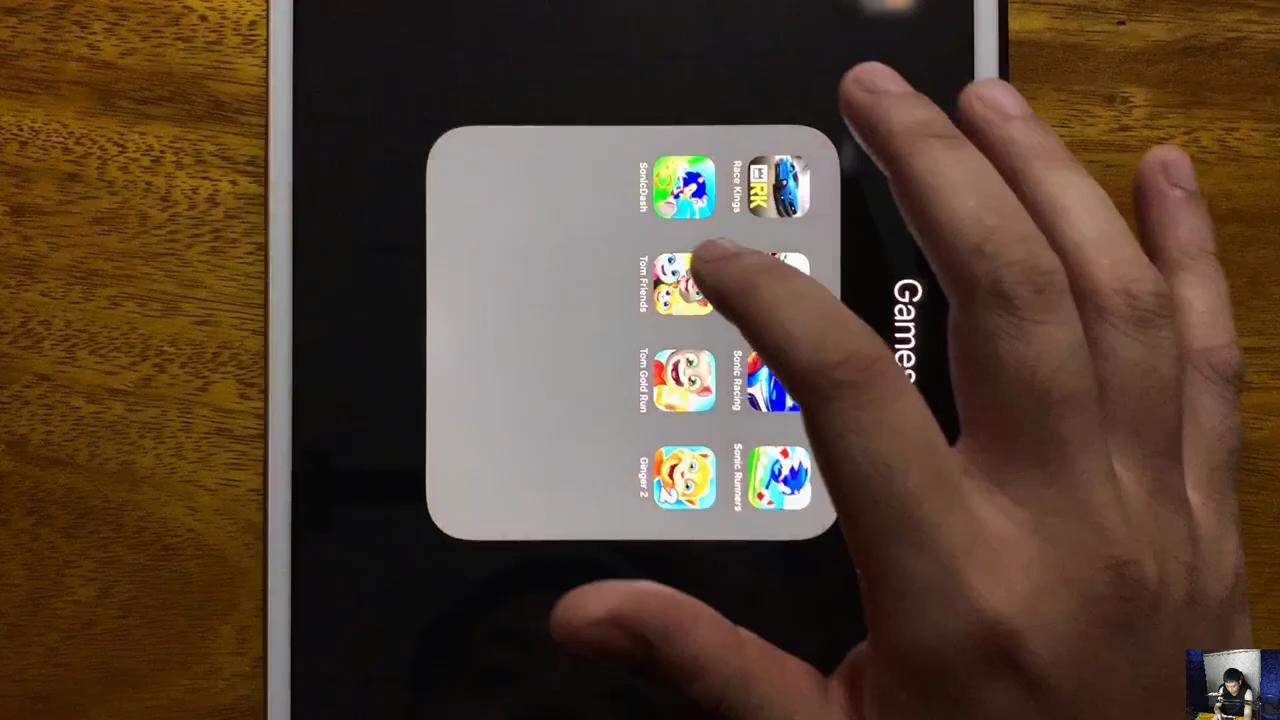 Games
Race Kings
RK
Sonic Racing
Sonic Runners
SonicDash
Tom Friends
Tom Gold Run
Ginger 2